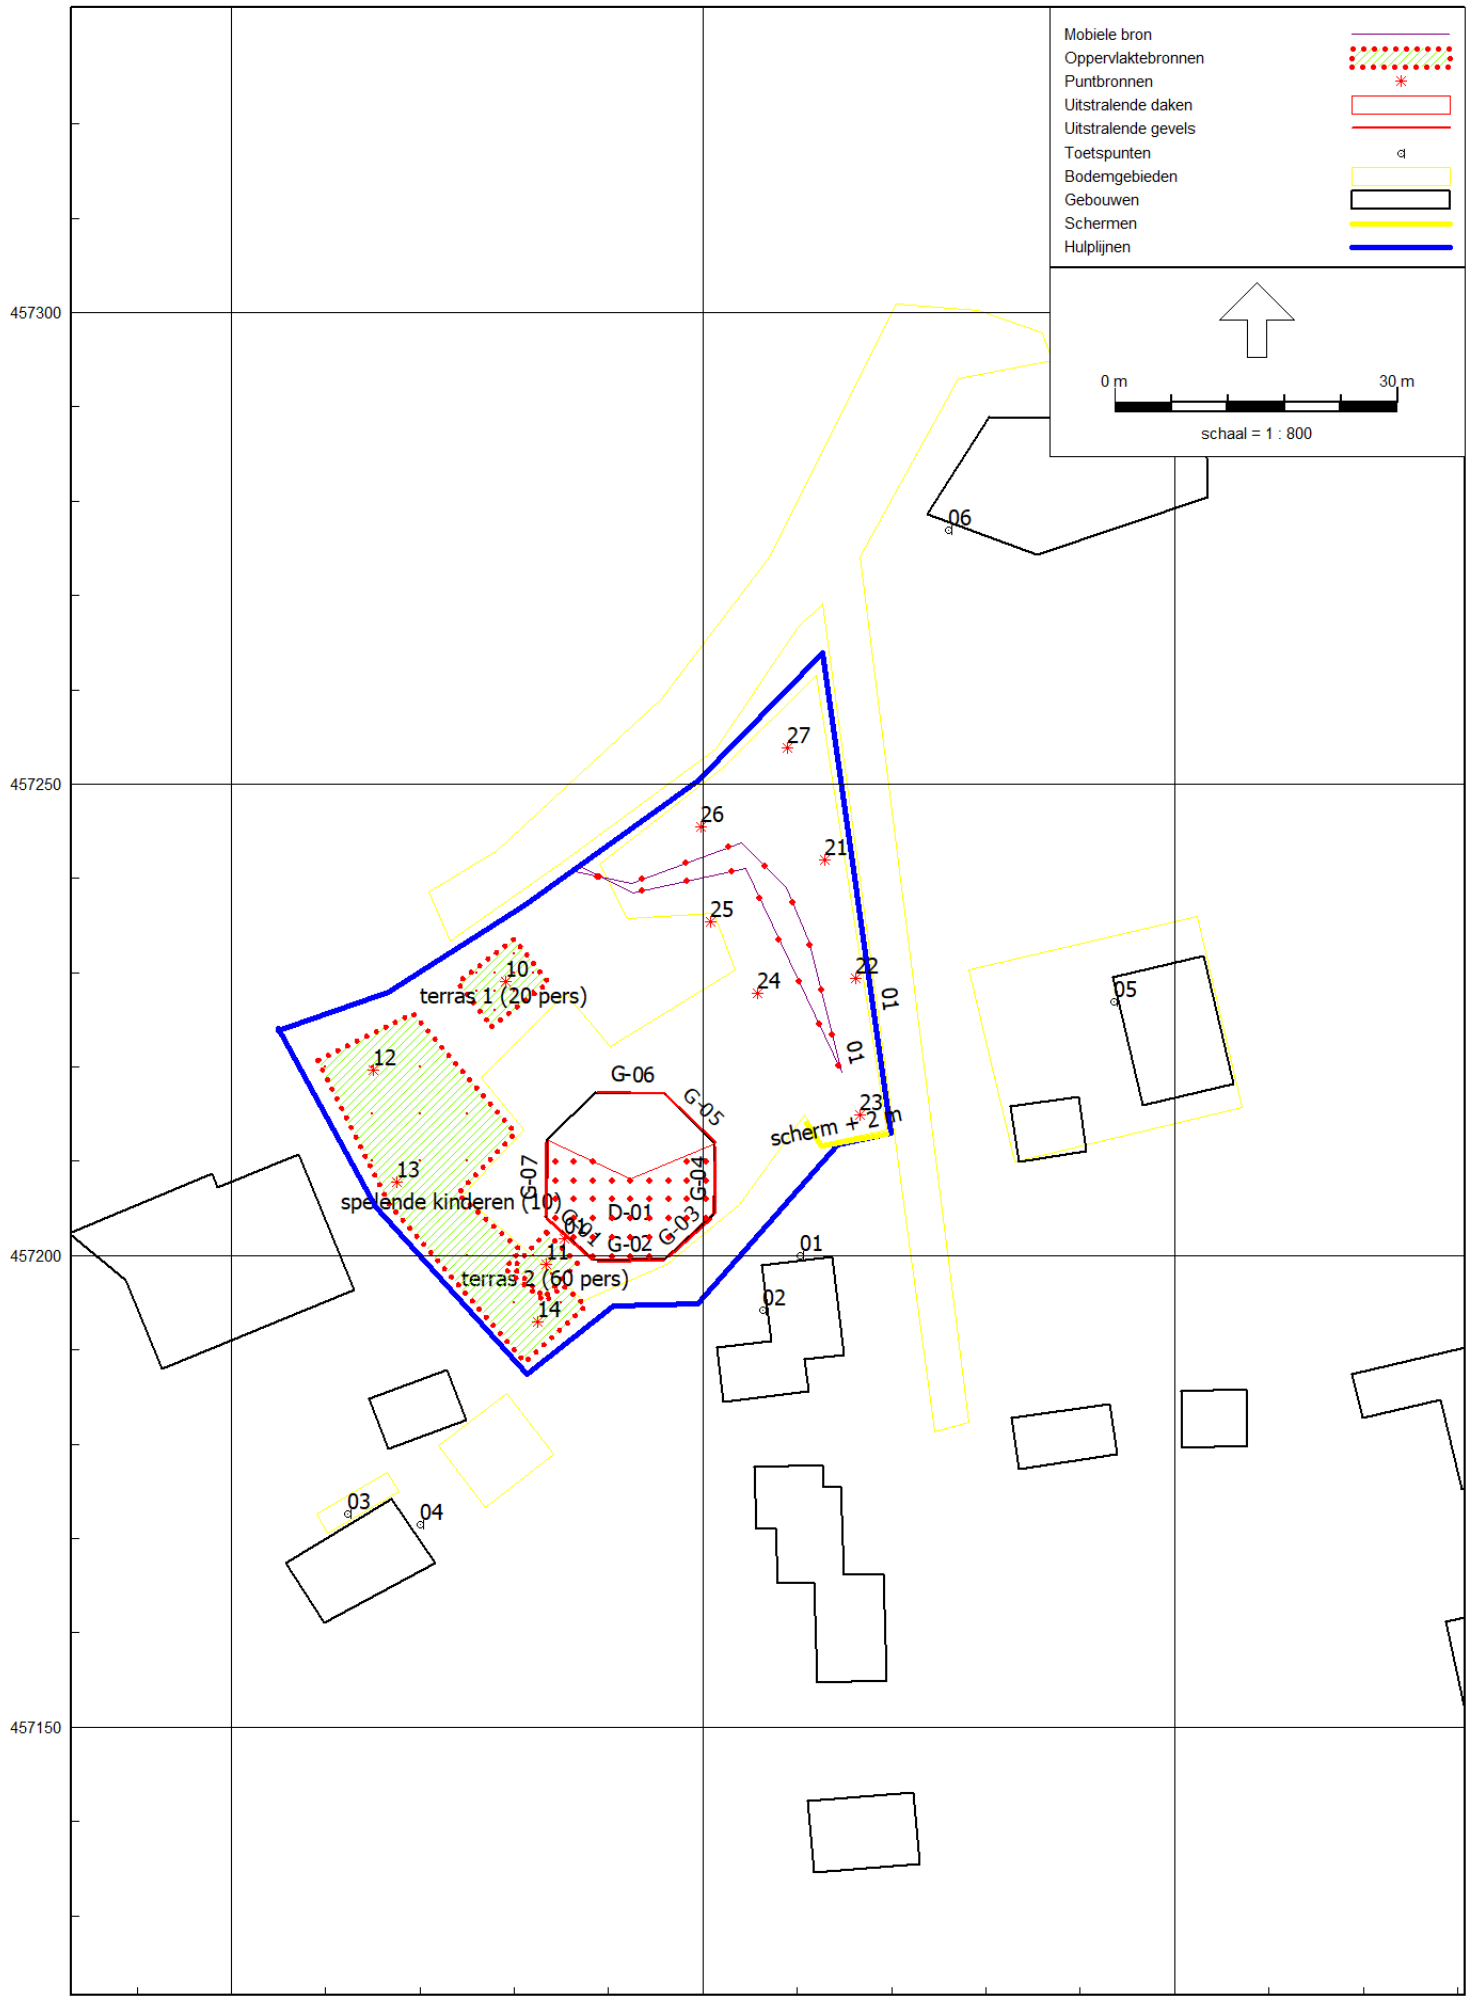 Mobiele bron
Oppervlaktebronnen
Puntbronnen
Uitstralende daken
Uitstralende gevels
Toetspunten
Bodemgebieden
Gebouwen
Schermen
Hulplijnen
457300
0 m 30 m
schaal = 1 : 800
06
27
457250
26
21
25
22
10
24
terras 1 (20 pers)
01
05
12
01
G-06
G-05
23
scherm + 2 m
13
G-07
G-04
spelende kinderen (10)
D-01
01
G-01
G-03
G-02
457200
01
11
terras 2 (60 pers)
02
14
03
04
457150